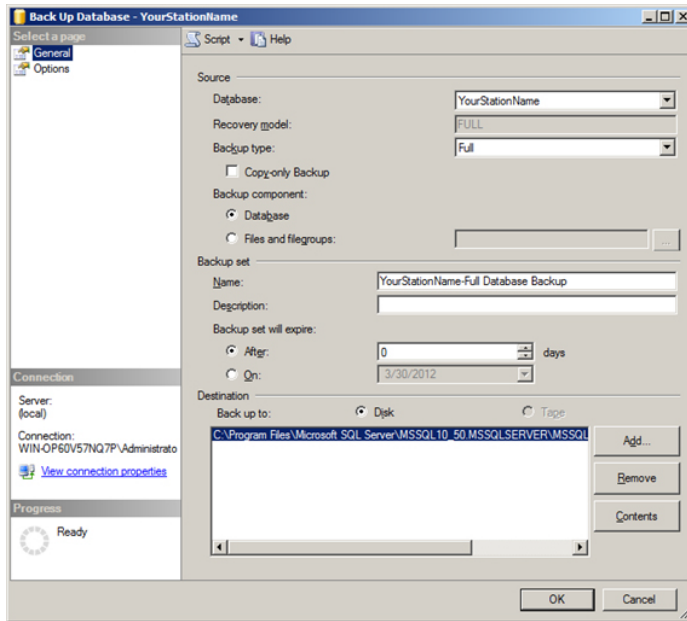 Back Up Database - YourStationName
Select a page
General
Options
Script
Help
Source
Database:
YourStationName
Recovery model:
FULL
Backup type:
Full
Copy-only Backup
Backup component:
Database
Files and filegroups:
...
Backup set
Name:
YourStationName-Full Database Backup
Description:
Backup set will expire:
After:
0
days
On:
3/30/2012
Destination
Back up to:
Disk
Tape
C:\Program Files\Microsoft SQL Server\MSSQL10_50.MSSQLSERVER\MSSQL
Add...
Remove
Contents
Connection
Server:
(local)
Connection:
WIN-OP60V57NQ7P\Administrato
View connection properties
Progress
Ready
OK
Cancel